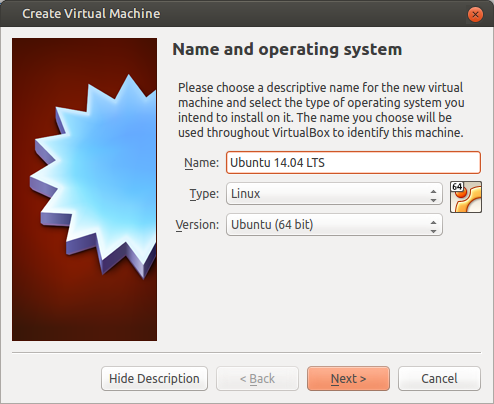 Create Virtual Machine
Name and operating system
Please choose a descriptive name for the new virtual
machine and select the type of operating system you
intend to install on it. The name you choose will be
used throughout VirtualBox to identify this machine.
Name: Ubuntu 14.04 LTS
Type: Linux
64
Version: Ubuntu (64 bit)
Hide Description < Back Next > Cancel